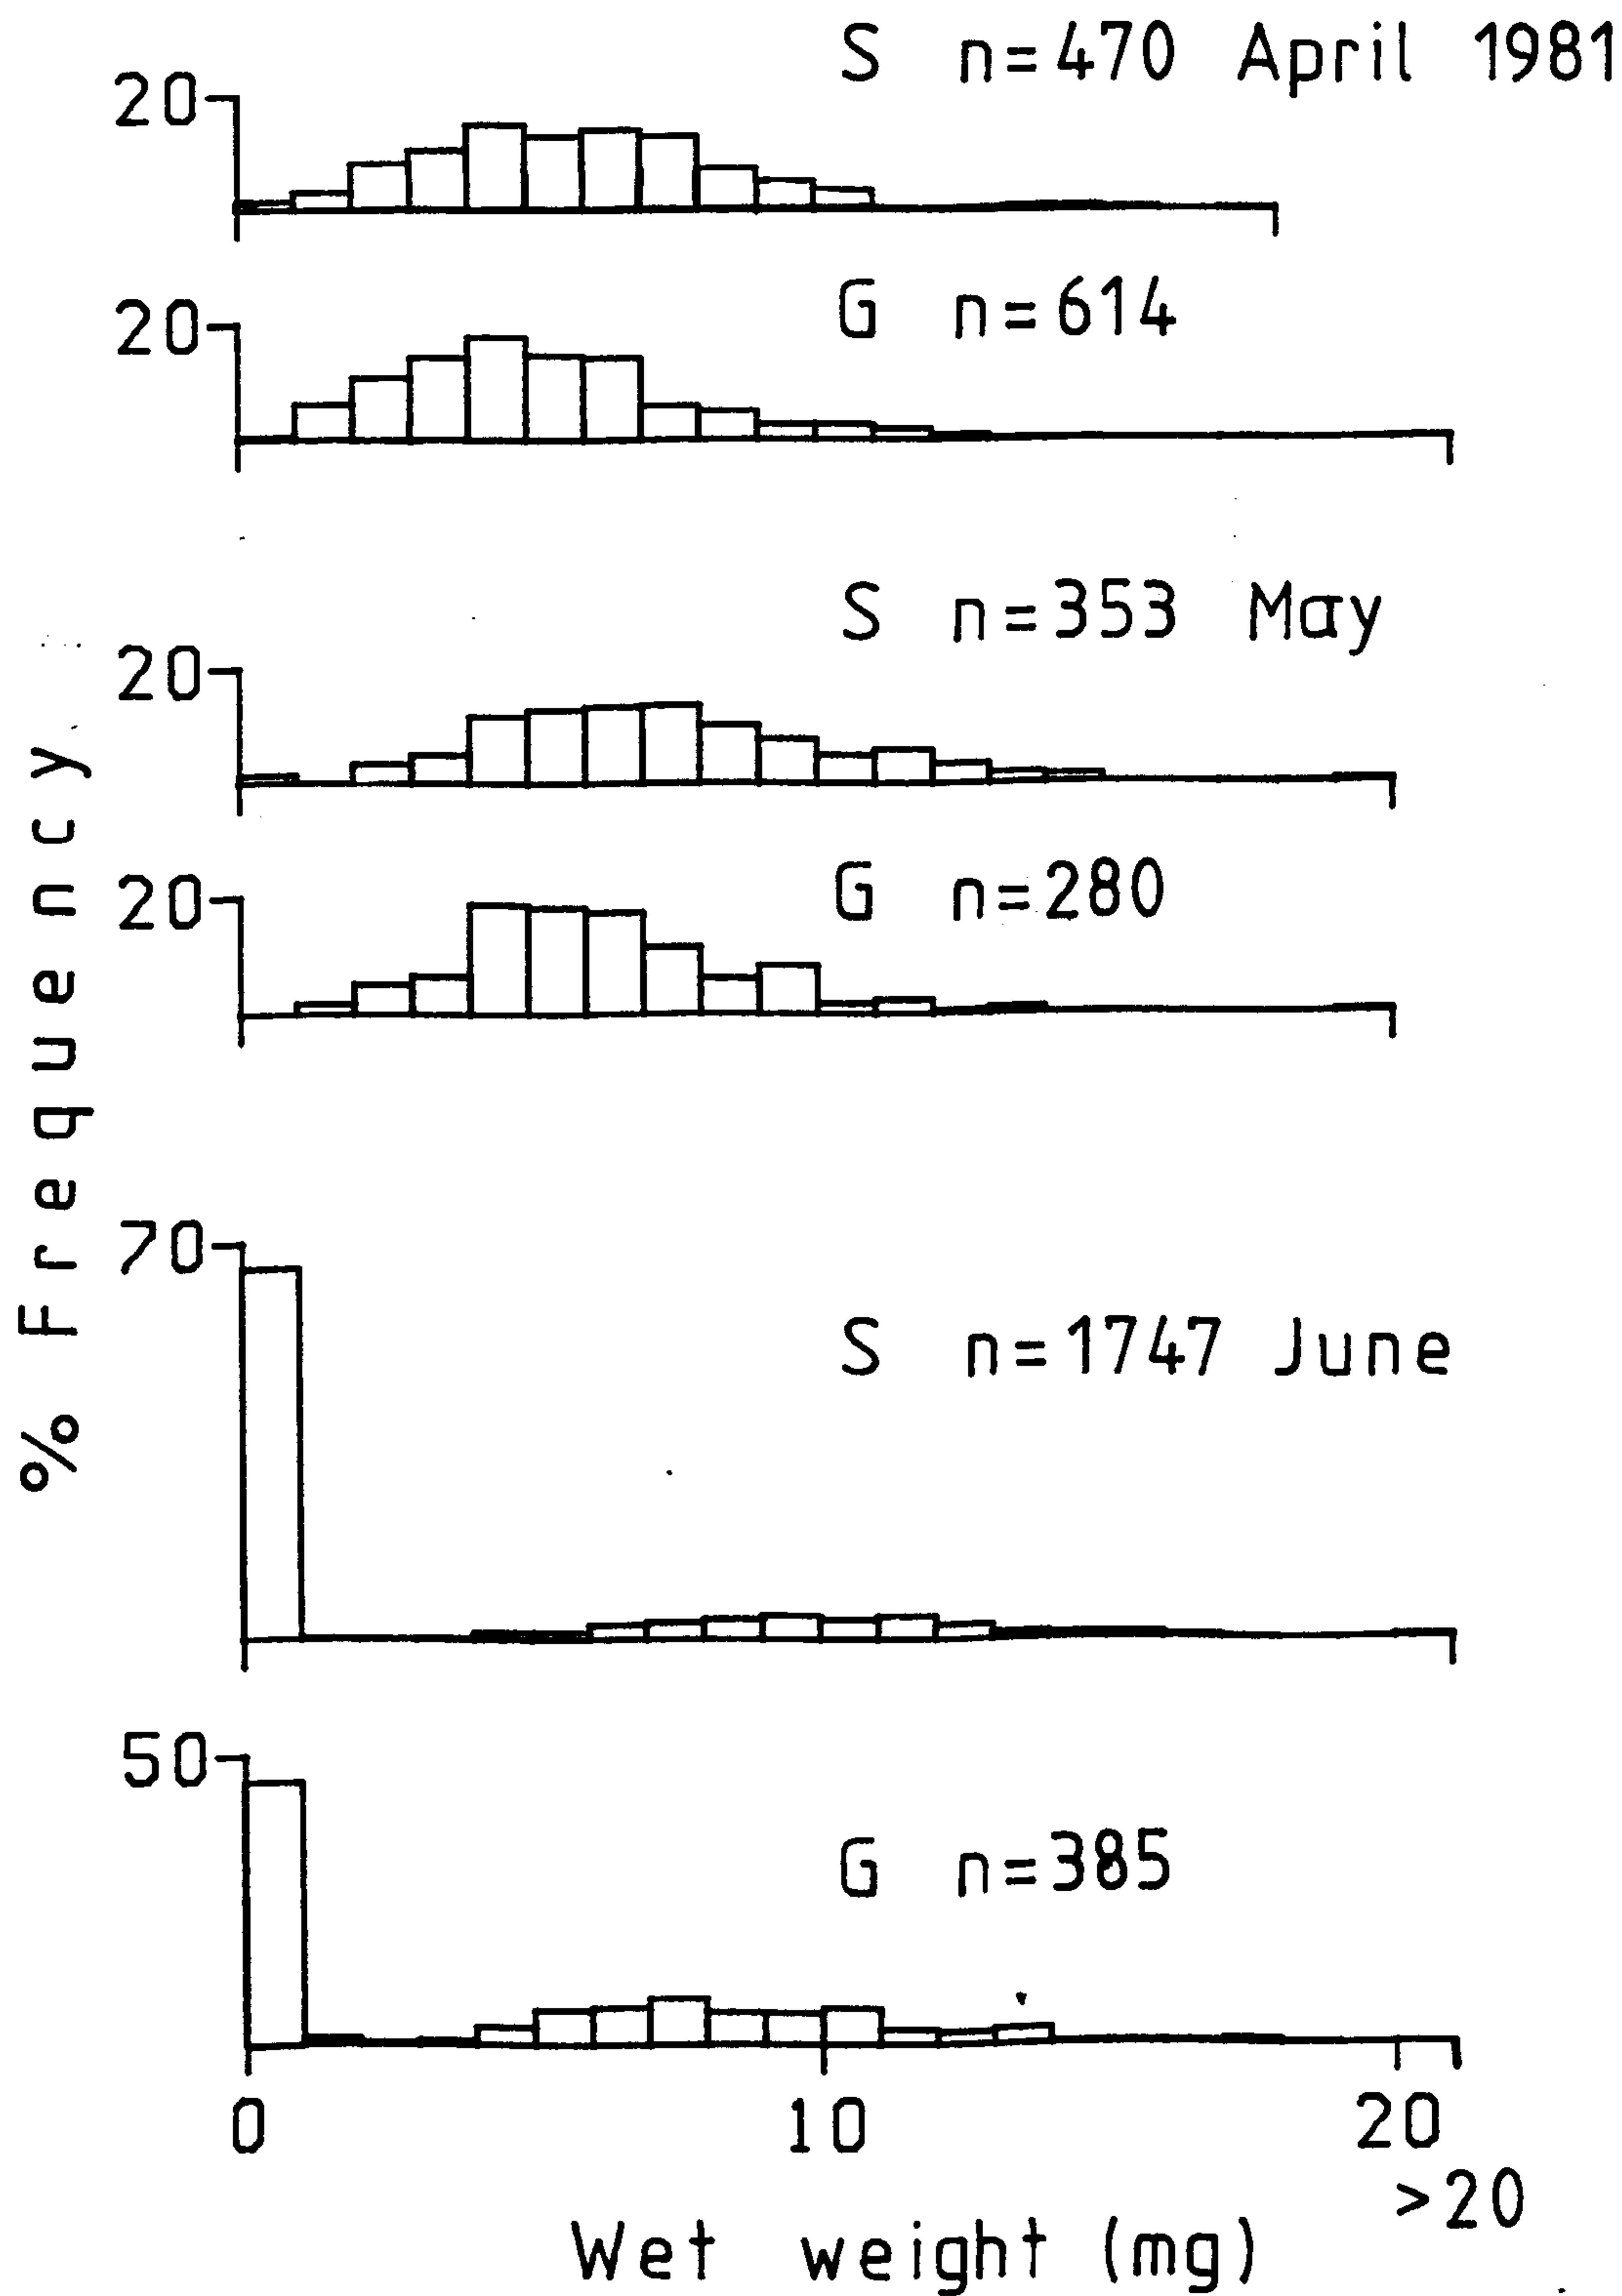 S n=470 April 1981
20
G n=614
20
S n=353 May
20
G n=280
20
% Frequency
70
S n=1747 June
50
G n=385
0 10 20
>20
Wet weight (mg)